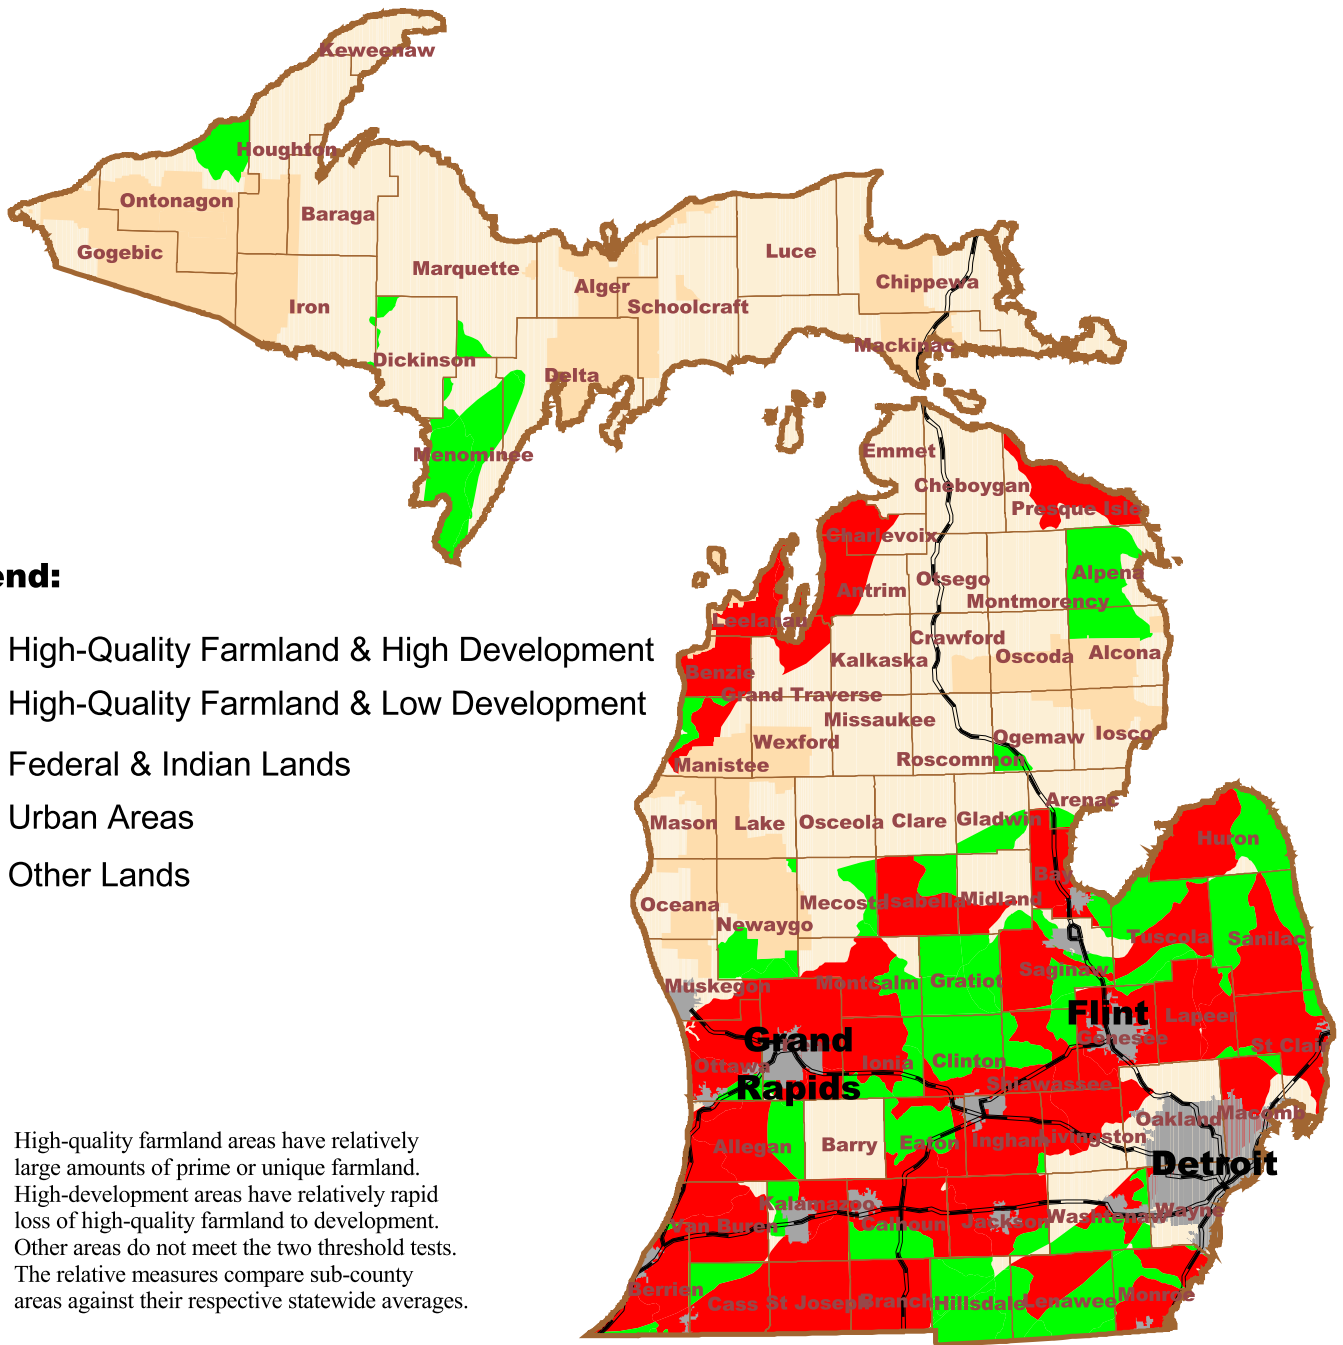 Keweenaw
Houghton
Ontonagon
Baraga
Gogebic
Marquette
Luce
Iron
Alger
Chippewa
Schoolcraft
Mackinac
Dickinson
Delta
Menominee
Emmet
Cheboygan
Presque Isle
Charlevoix
Antrim
Otsego
Alpena
Montmorency
Leelanau
Crawford
Kalkaska
Oscoda
Alcona
Benzie
Grand Traverse
Missaukee
Wexford
Manistee
Roscommon
Ogemaw
Iosco
Arenac
Mason
Lake
Osceola
Clare
Gladwin
Huron
Bay
Oceana
Newaygo
Mecosta
Isabella
Midland
Tuscola
Sanilac
Muskegon
Montcalm
Gratiot
Saginaw
Flint
Genesee
Lapeer
St Clair
Grand
Rapids
Ottawa
Ionia
Clinton
Shiawassee
Allegan
Barry
Eaton
Ingham
Livingston
Oakland
Macomb
Detroit
Van Buren
Kalamazoo
Calhoun
Jackson
Washtenaw
Wayne
Berrien
Cass
St Joseph
Branch
Hillsdale
Lenawee
Monroe
end:
High-Quality Farmland & High Development
High-Quality Farmland & Low Development
Federal & Indian Lands
Urban Areas
Other Lands
High-quality farmland areas have relatively
large amounts of prime or unique farmland.
High-development areas have relatively rapid
loss of high-quality farmland to development.
Other areas do not meet the two threshold tests.
The relative measures compare sub-county
areas against their respective statewide averages.